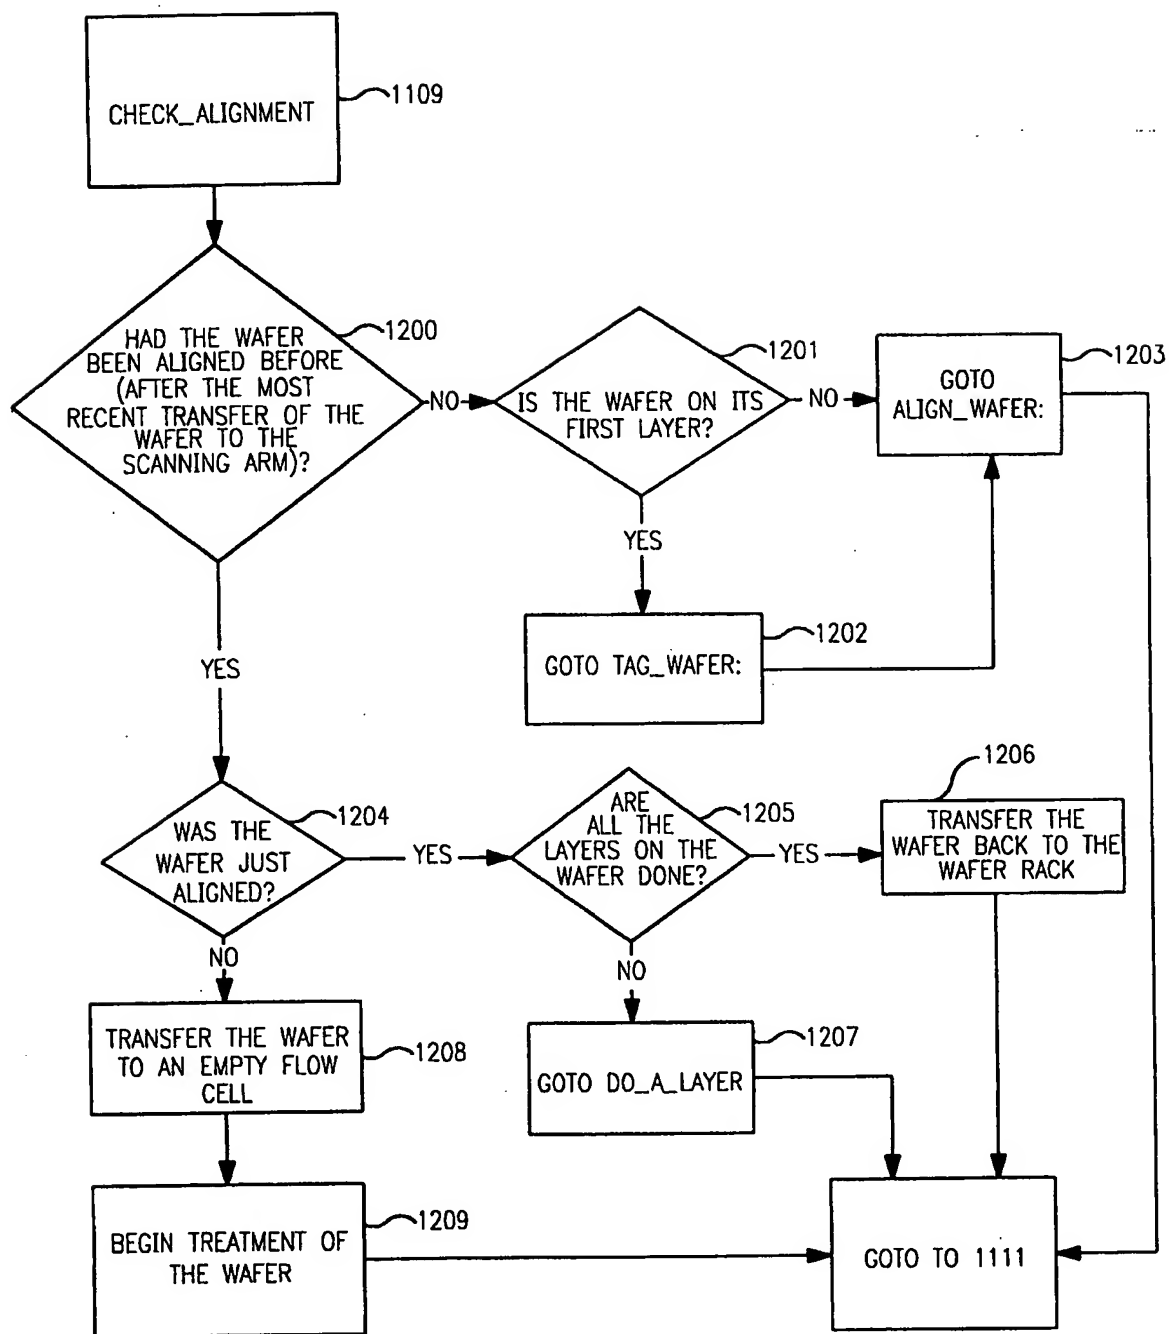 CHECK_ALIGNMENT
1109
HAD THE WAFER
BEEN ALIGNED BEFORE
(AFTER THE MOST
RECENT TRANSFER OF THE
WAFER TO THE
SCANNING ARM)?
1200
NO
IS THE WAFER ON ITS
FIRST LAYER?
1201
NO
GOTO
ALIGN_WAFER:
1203
YES
GOTO TAG_WAFER:
1202
YES
WAS THE
WAFER JUST
ALIGNED?
1204
YES
ARE
ALL THE
LAYERS ON THE
WAFER DONE?
1205
YES
TRANSFER THE
WAFER BACK TO THE
WAFER RACK
1206
NO
NO
TRANSFER THE WAFER
TO AN EMPTY FLOW
CELL
1208
GOTO DO_A_LAYER
1207
BEGIN TREATMENT OF
THE WAFER
1209
GOTO TO 1111